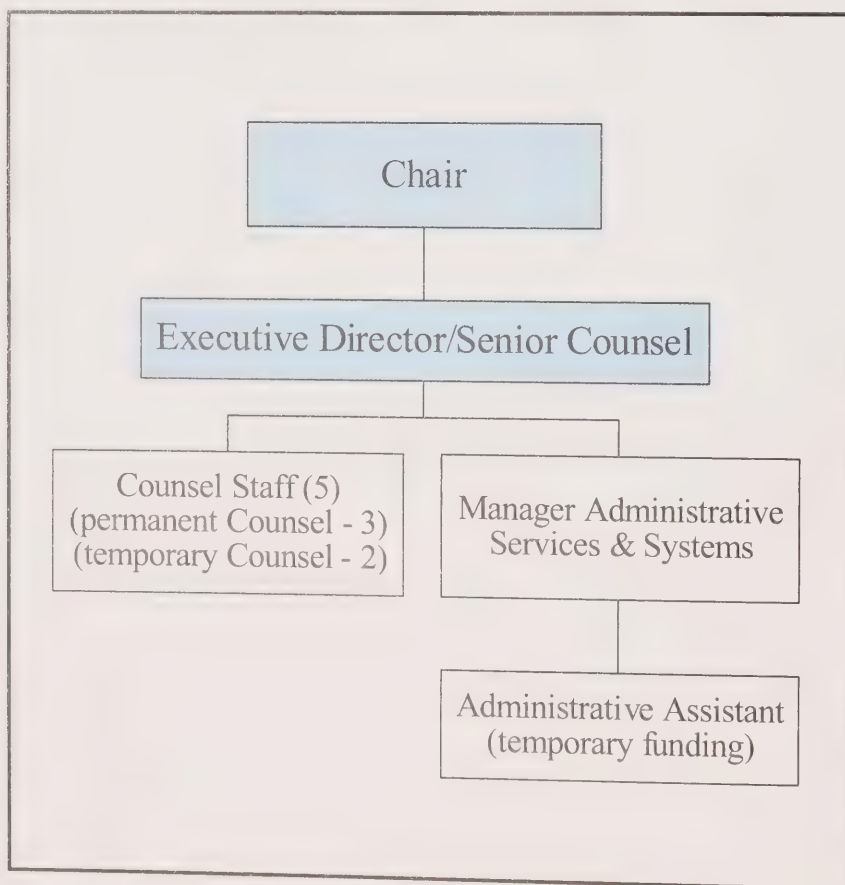 Chair
Executive Director/Senior Counsel
Counsel Staff (5)
(permanent Counsel - 3)
(temporary Counsel - 2)
Manager Administrative
Services & Systems
Administrative Assistant
(temporary funding)